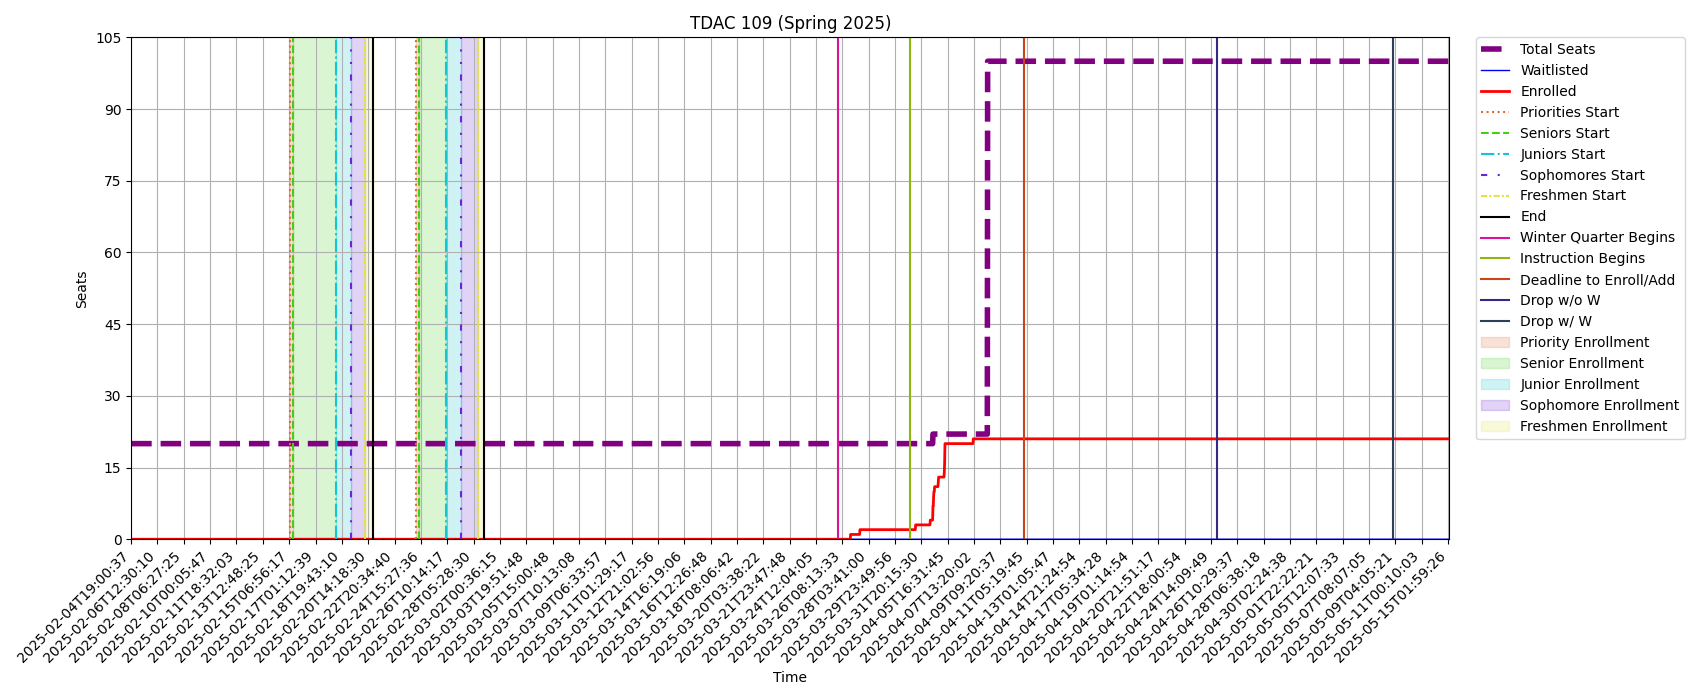 TDAC 109 (Spring 2025)
105
90
75
60
45
30
15
0
Seats
2025-02-04T19:00:37
2025-02-06T12:30:10
2025-02-08T06:27:25
2025-02-10T00:05:47
2025-02-11T18:32:03
2025-02-13T12:48:25
2025-02-15T06:56:17
2025-02-17T01:12:39
2025-02-18T19:43:10
2025-02-20T14:18:30
2025-02-22T20:34:40
2025-02-24T15:27:36
2025-02-26T10:14:17
2025-02-28T05:28:30
2025-03-02T00:36:15
2025-03-03T19:51:48
2025-03-05T15:00:48
2025-03-07T10:13:08
2025-03-09T06:33:57
2025-03-11T01:29:17
2025-03-12T21:02:56
2025-03-14T16:19:06
2025-03-16T12:26:48
2025-03-18T08:06:42
2025-03-20T03:38:22
2025-03-21T23:47:48
2025-03-24T12:04:05
2025-03-26T08:13:33
2025-03-28T03:41:00
2025-03-29T23:49:56
2025-03-31T20:15:30
2025-04-05T16:31:45
2025-04-07T13:20:02
2025-04-09T09:20:37
2025-04-11T05:19:45
2025-04-13T01:05:47
2025-04-14T21:24:54
2025-04-17T05:34:28
2025-04-19T01:14:54
2025-04-20T21:51:17
2025-04-22T18:00:54
2025-04-24T14:09:49
2025-04-26T10:29:37
2025-04-28T06:38:18
2025-04-30T02:24:38
2025-05-01T22:22:21
2025-05-05T12:07:33
2025-05-07T08:07:05
2025-05-09T04:05:21
2025-05-11T00:10:03
2025-05-15T01:59:26
Time
Total Seats
Waitlisted
Enrolled
Priorities Start
Seniors Start
Juniors Start
Sophomores Start
Freshmen Start
End
Winter Quarter Begins
Instruction Begins
Deadline to Enroll/Add
Drop w/o W
Drop w/ W
Priority Enrollment
Senior Enrollment
Junior Enrollment
Sophomore Enrollment
Freshmen Enrollment